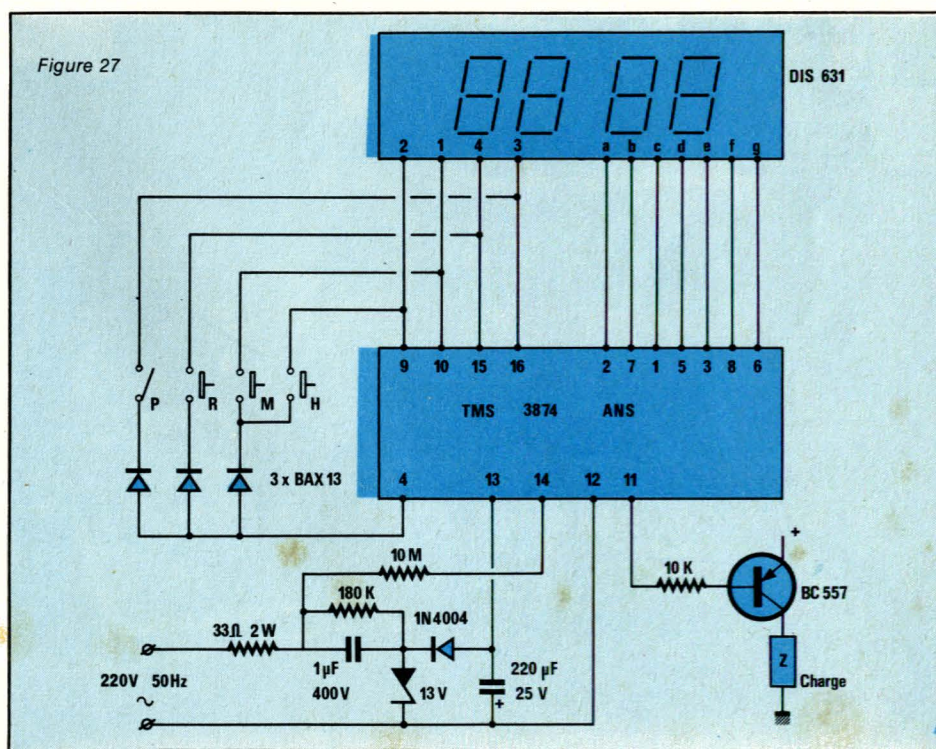 Figure 27
DIS 631
2 1 4 3 a b c d e f g
9 10 15 16 2 7 1 5 3 8 6
P R M H
TMS 3874 ANS
3 x BAX 13
4 13 14 12 11
10 M
10 K
+
BC 557
180 K
1N4004
33Ω 2 W
1µF
400 V
13 V
220 µF
25 V
+
220V 50Hz
~
Z
Charge